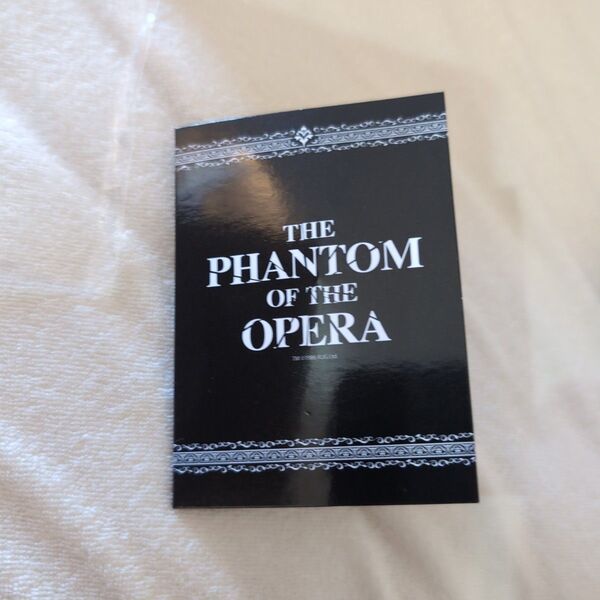 THE
PHANTOM
OF THE
OPERA